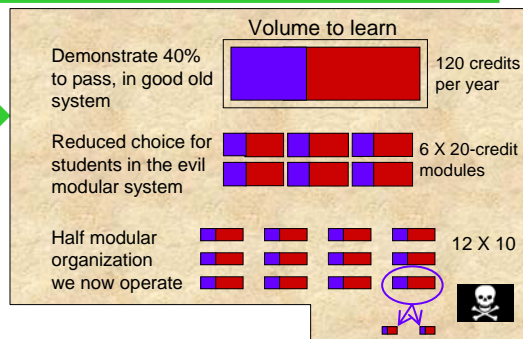 Volume to learn
Demonstrate 40%
to pass, in good old
system
120 credits
per year
Reduced choice for
students in the evil
modular system
6 X 20-credit
modules
Half modular
organization
we now operate
12 X 10